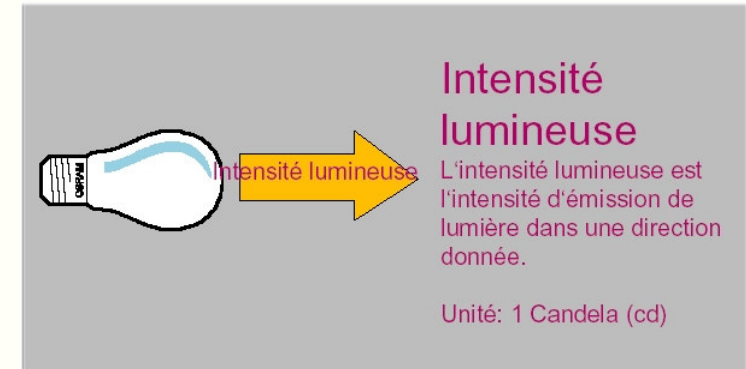 OSRAM
Intensité lumineuse
Intensité
lumineuse
L‘intensité lumineuse est
l‘intensité d‘émission de
lumière dans une direction
donnée.
Unité: 1 Candela (cd)